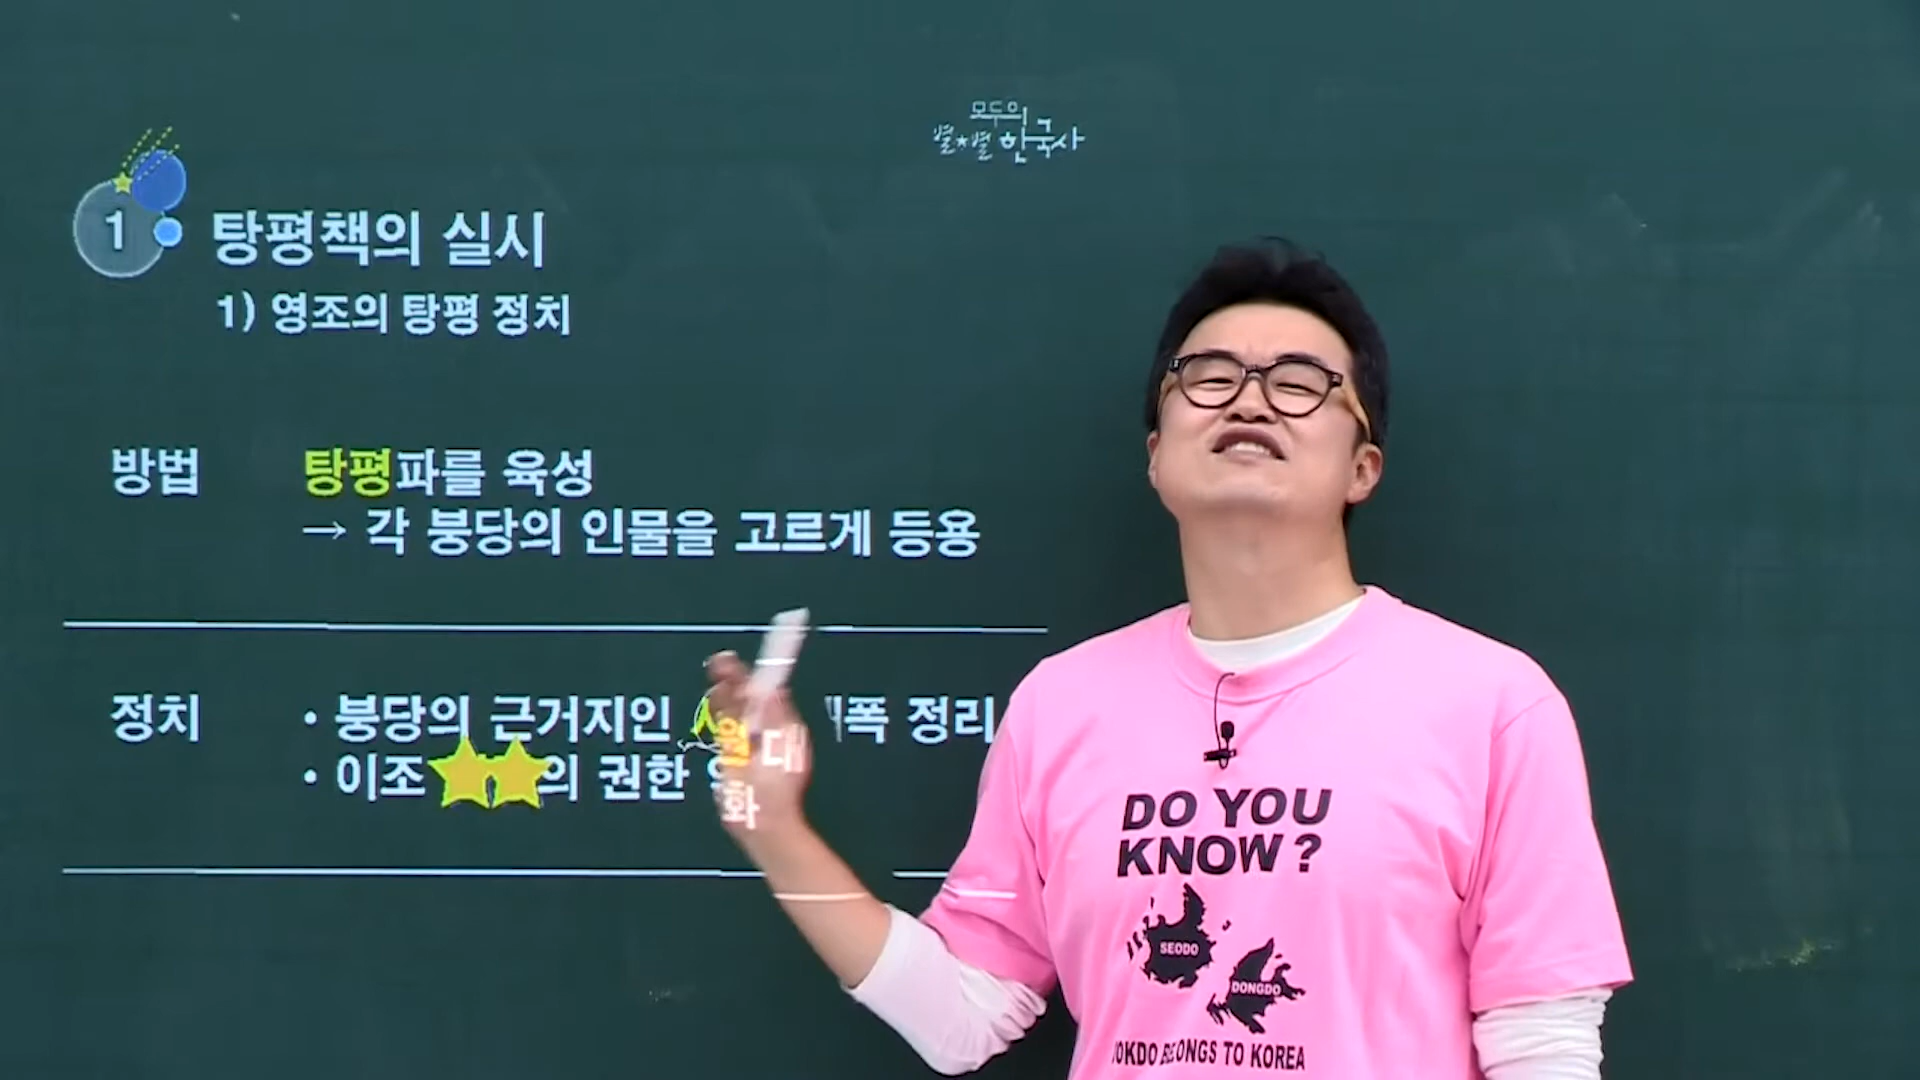 모두의
별★별 한국사
1 탕평책의 실시
1) 영조의 탕평 정치
방법 탕평파를 육성
→ 각 붕당의 인물을 고르게 등용
정치 • 붕당의 근거지인 폭 정리
• 이조 의 권한
DO YOU
KNOW?
SEODO
DONGDO
TO KOREA